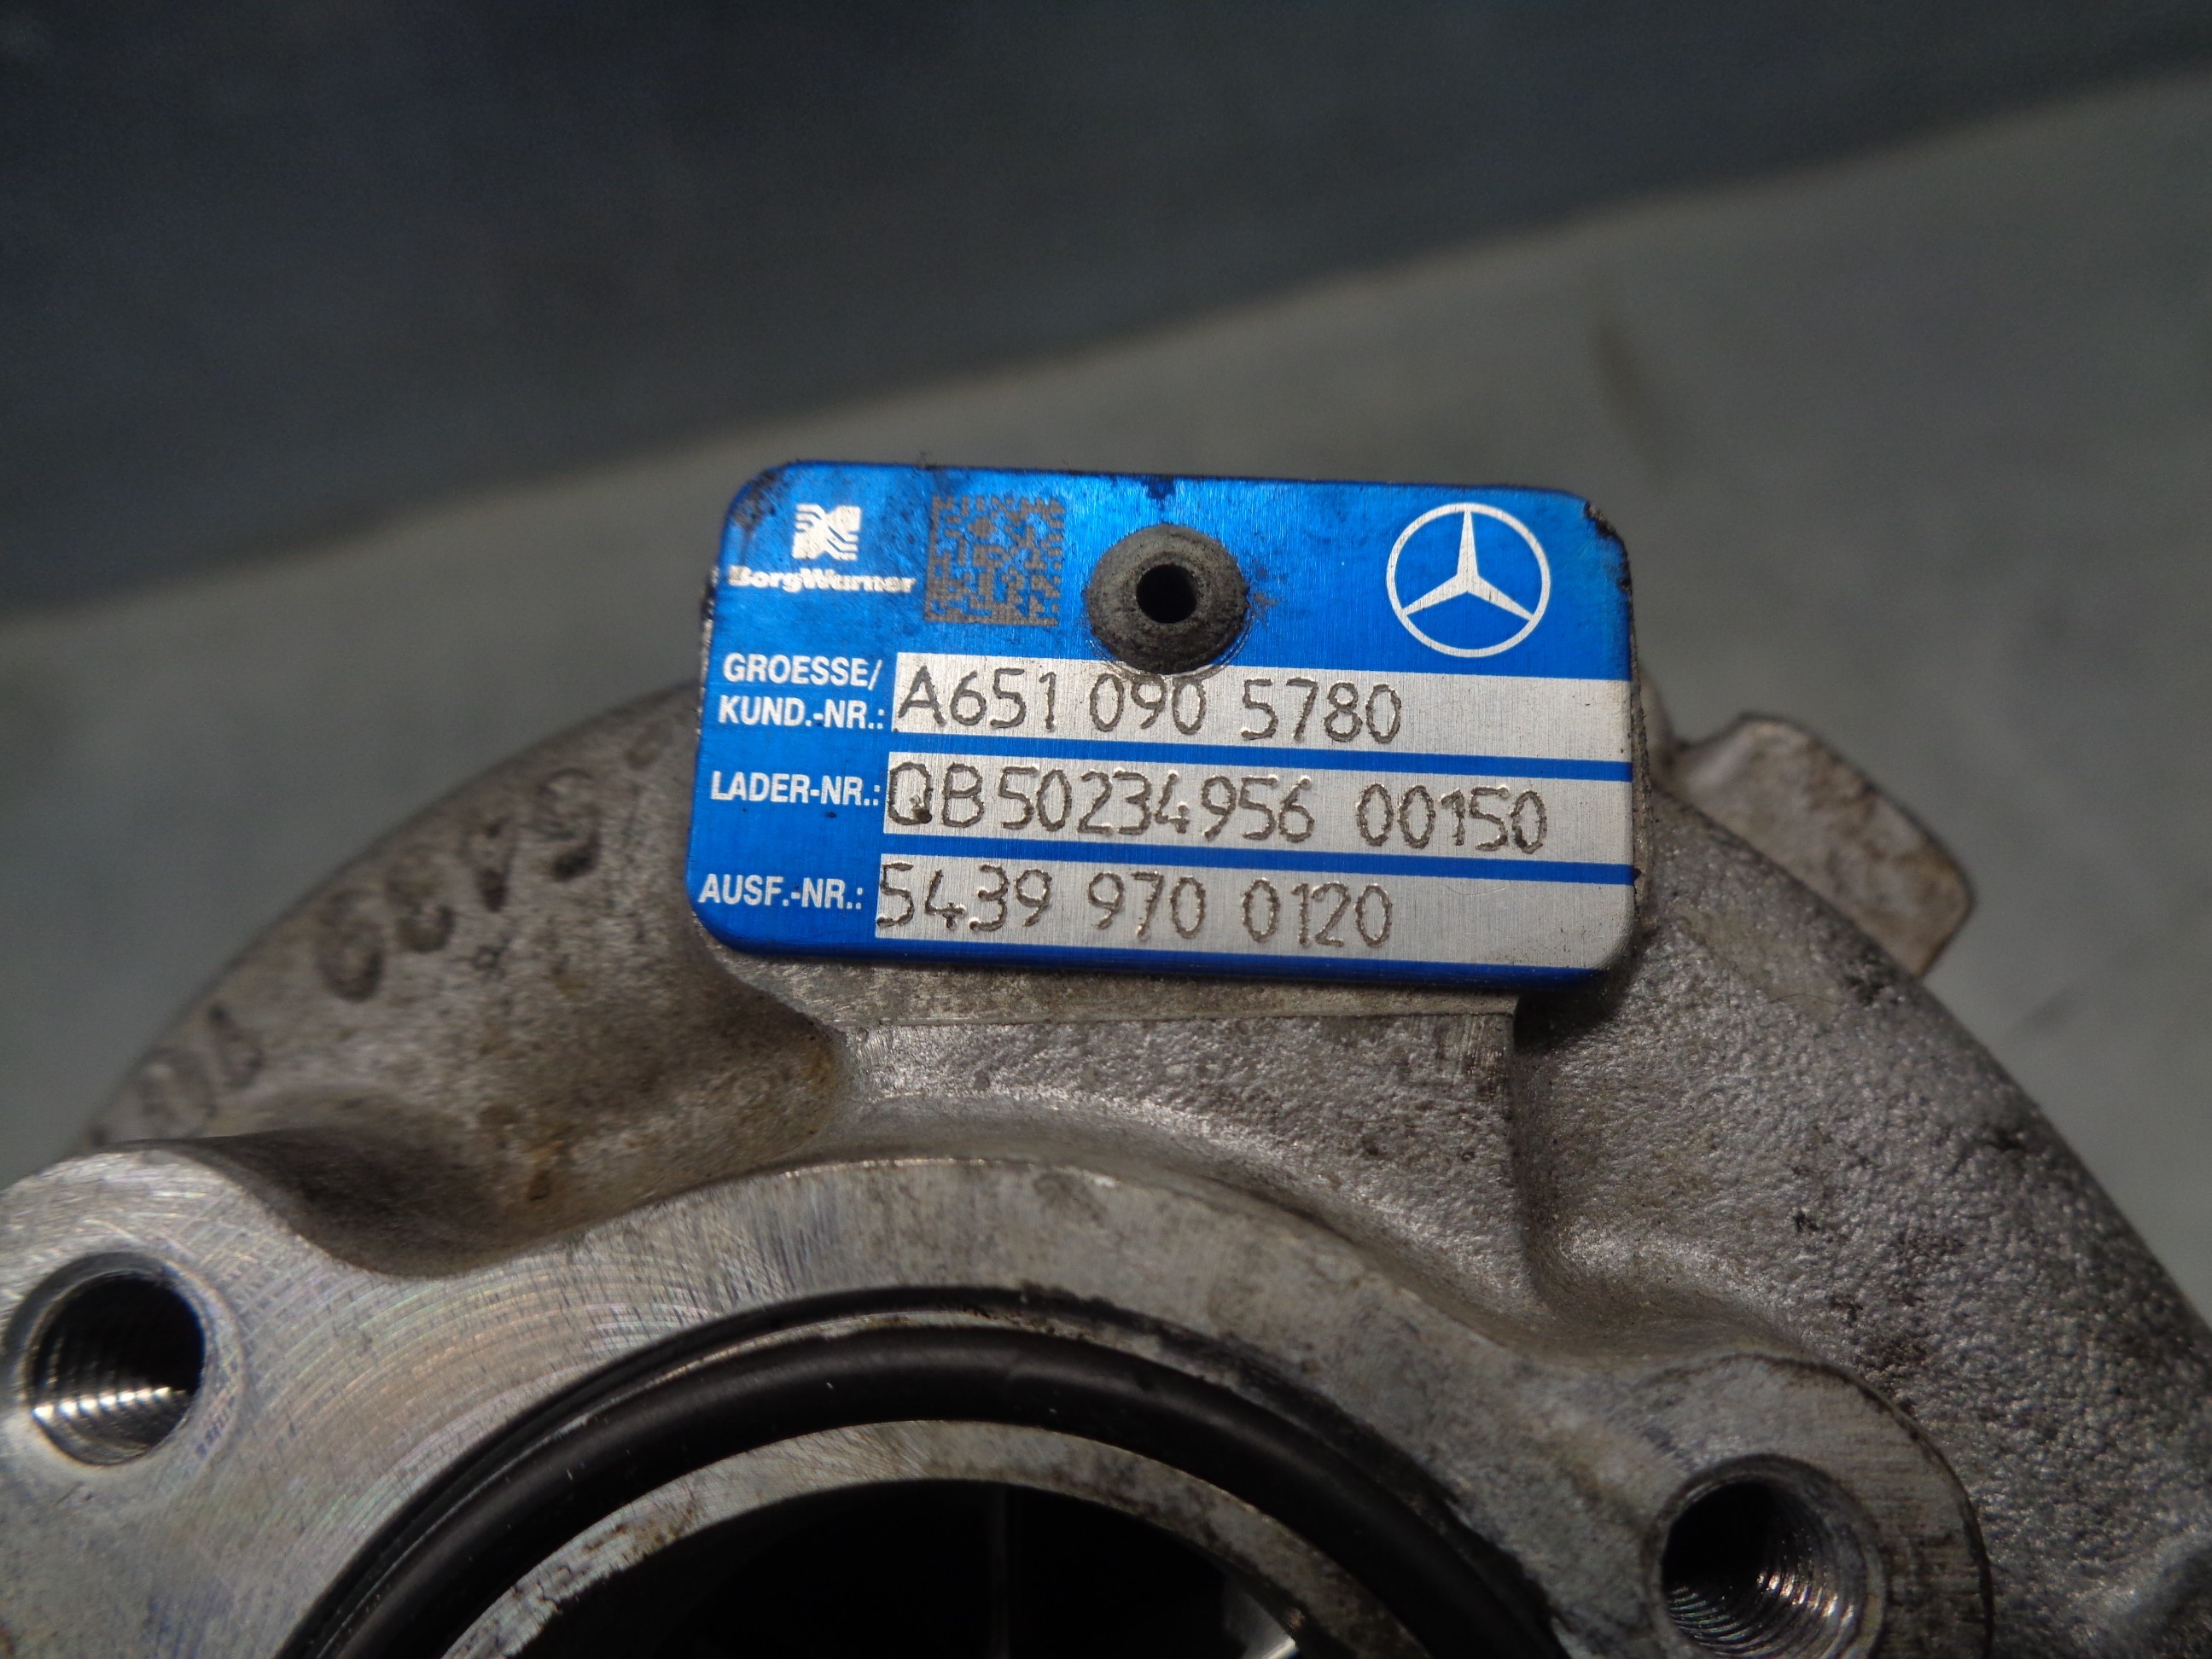 BorgWarner
GROESSE/
KUND.-NR.: A651 090 5780
LADER-NR.: QB50234956 00150
AUSF.-NR.: 5439 970 0120